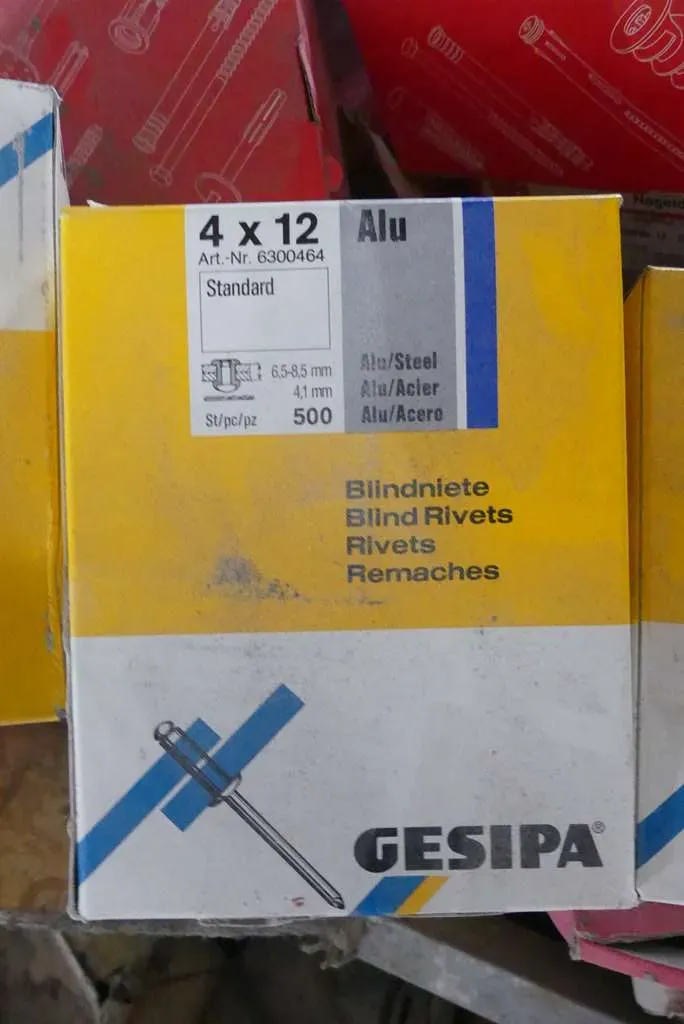 4 x 12
Alu
Art.-Nr. 6300464
Standard
6,5-8,5 mm
4,1 mm
St/pc/pz 500
Alu/Steel
Alu/Acier
Alu/Acero
Blindniete
Blind Rivets
Rivets
Remaches
GESIPA®